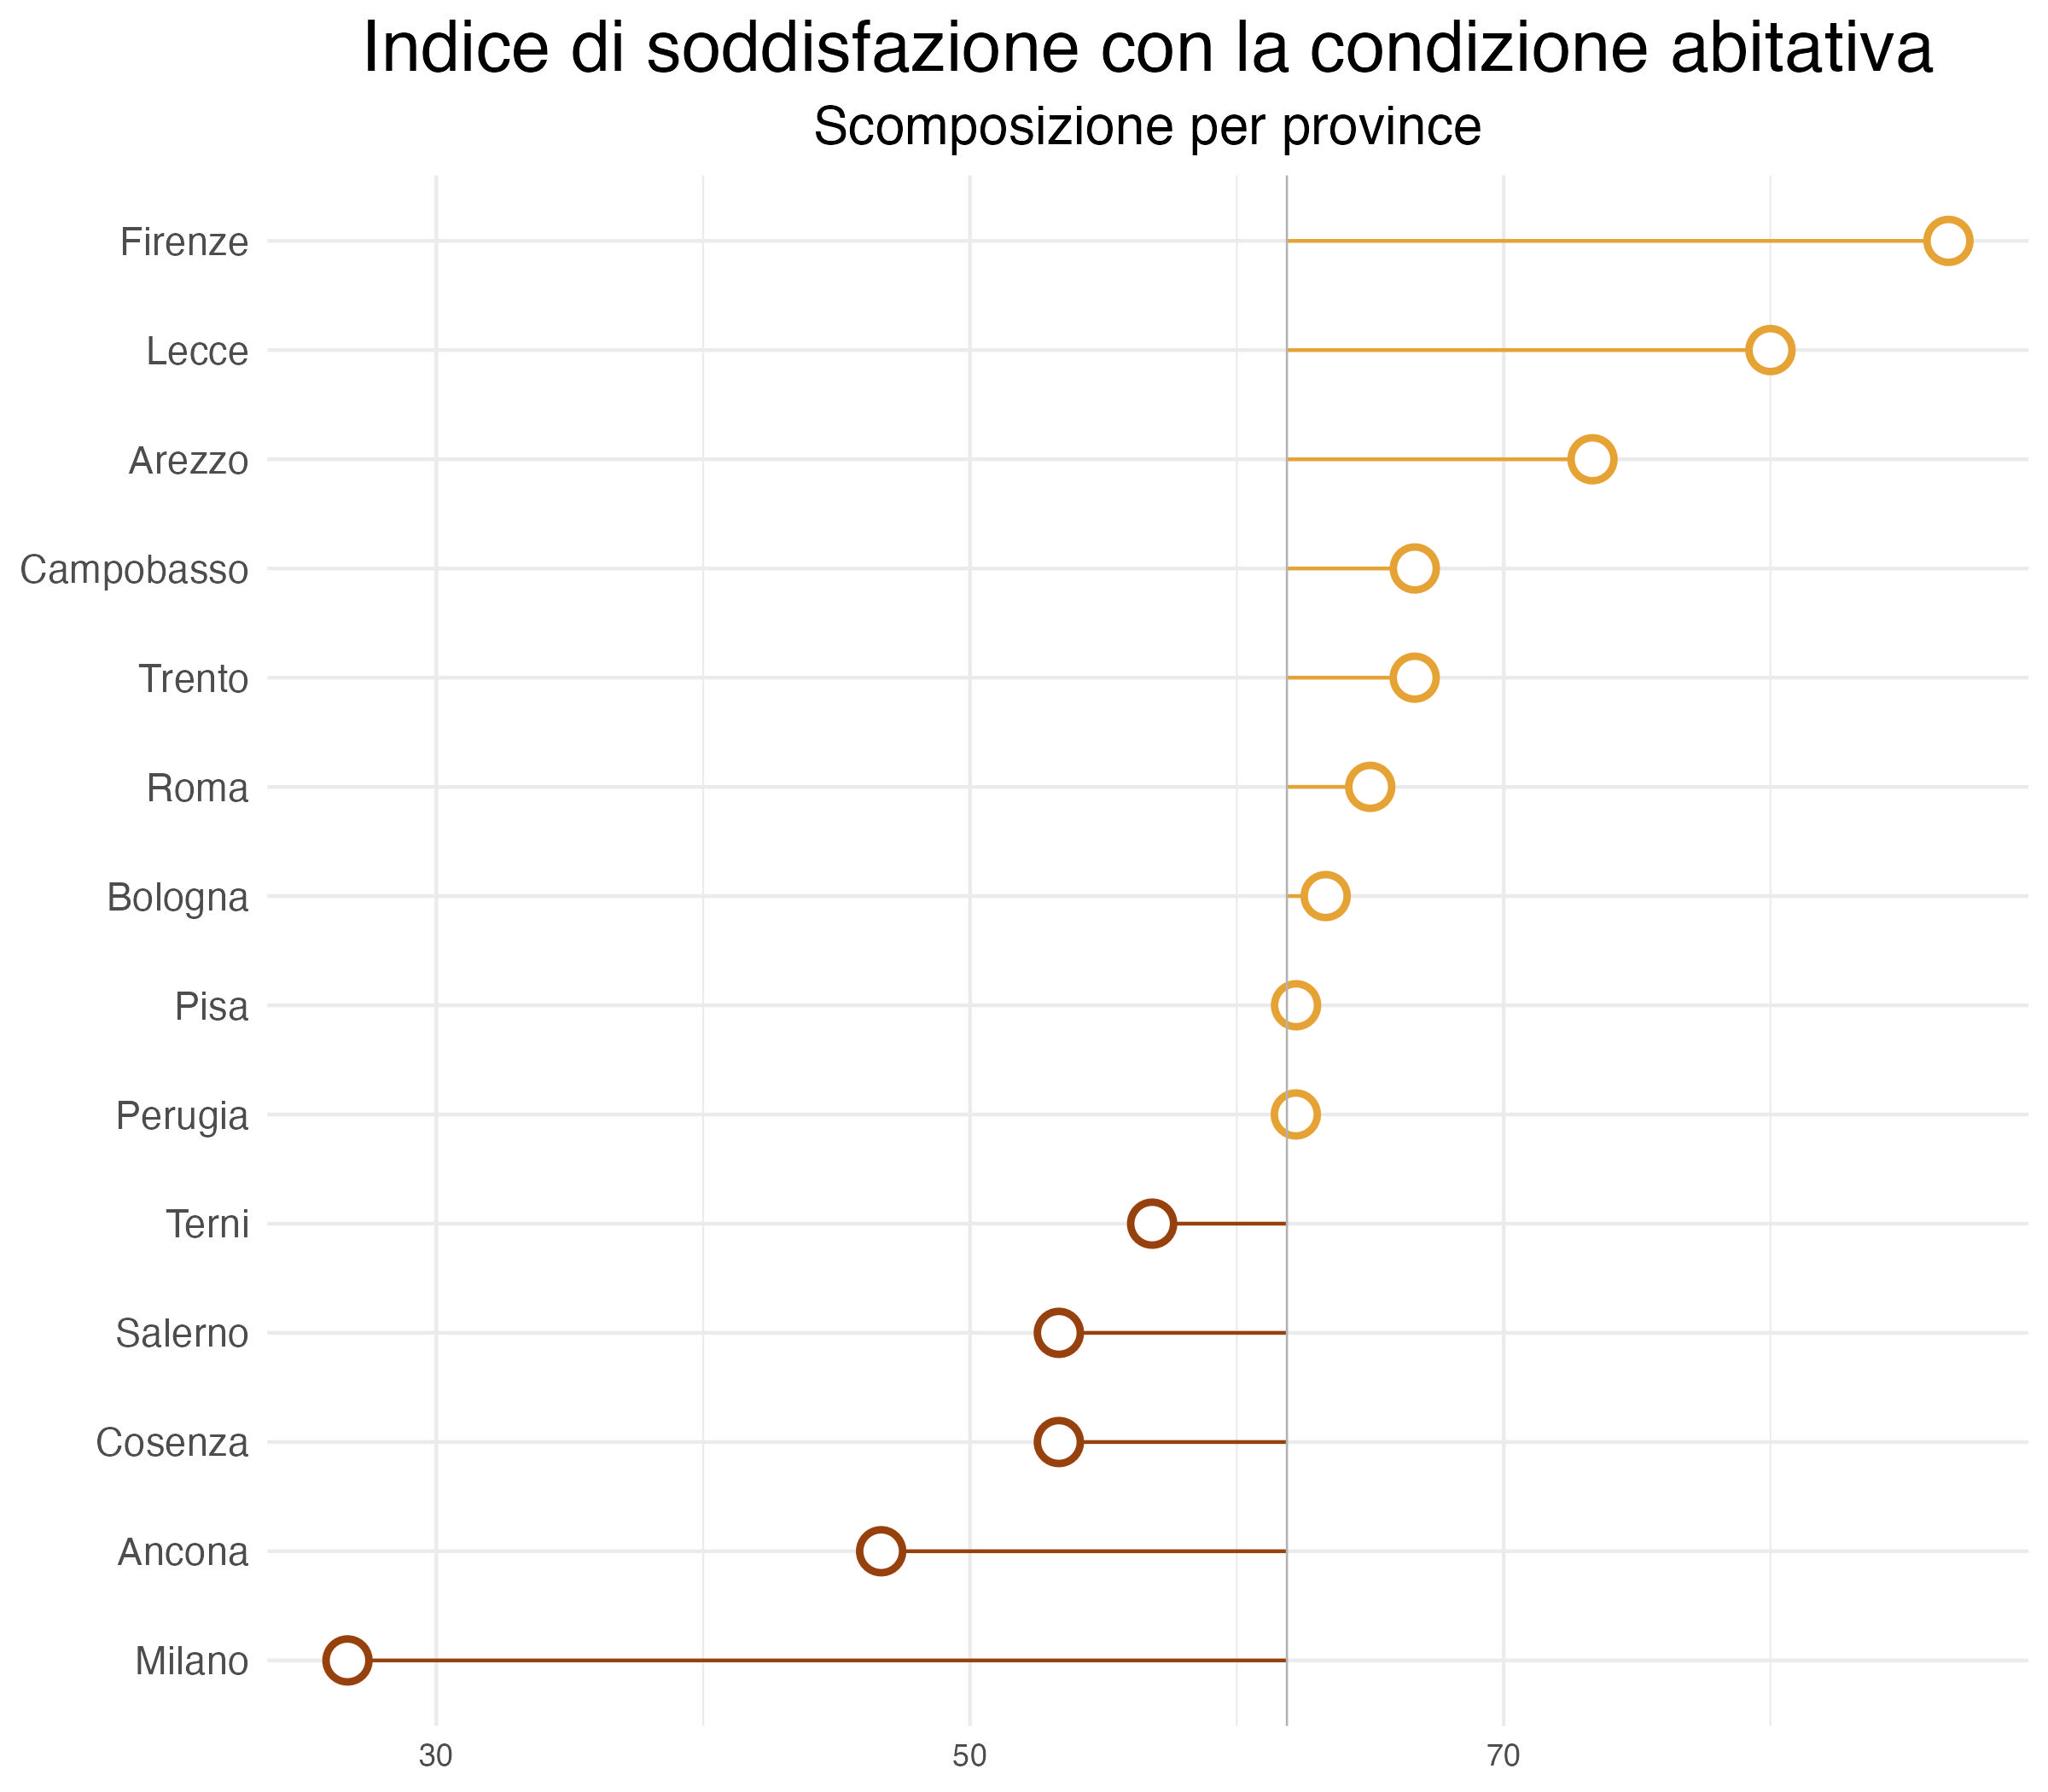 Indice di soddisfazione con la condizione abitativa
Scomposizione per province
Firenze
Lecce
Arezzo
Campobasso
Trento
Roma
Bologna
Pisa
Perugia
Terni
Salerno
Cosenza
Ancona
Milano
30 50 70